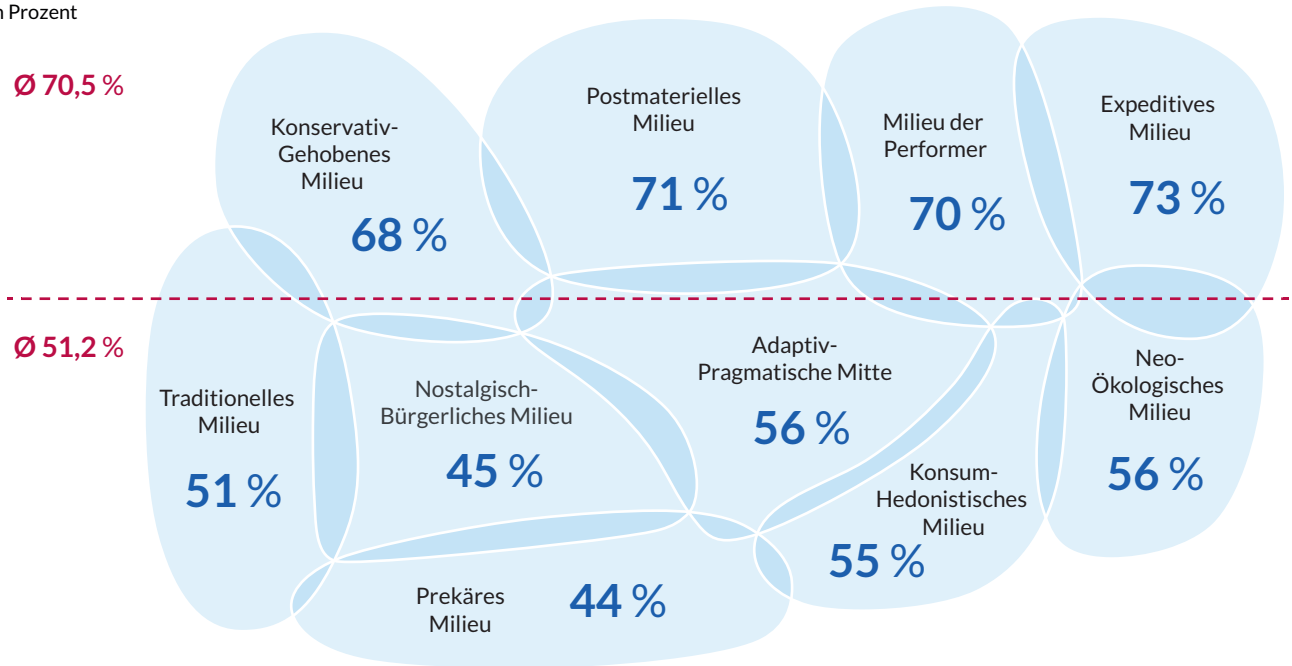 n Prozent
Ø 70,5 %
Konservativ-
Gehobenes
Milieu
68 %
Postmaterielles
Milieu
71 %
Milieu der
Performer
70 %
Expeditives
Milieu
73 %
Ø 51,2 %
Traditionelles
Milieu
51 %
Nostalgisch-
Bürgerliches Milieu
45 %
Adaptiv-
Pragmatische Mitte
56 %
Konsum-
Hedonistisches
Milieu
55 %
Neo-
Ökologisches
Milieu
56 %
Prekäres
Milieu
44 %